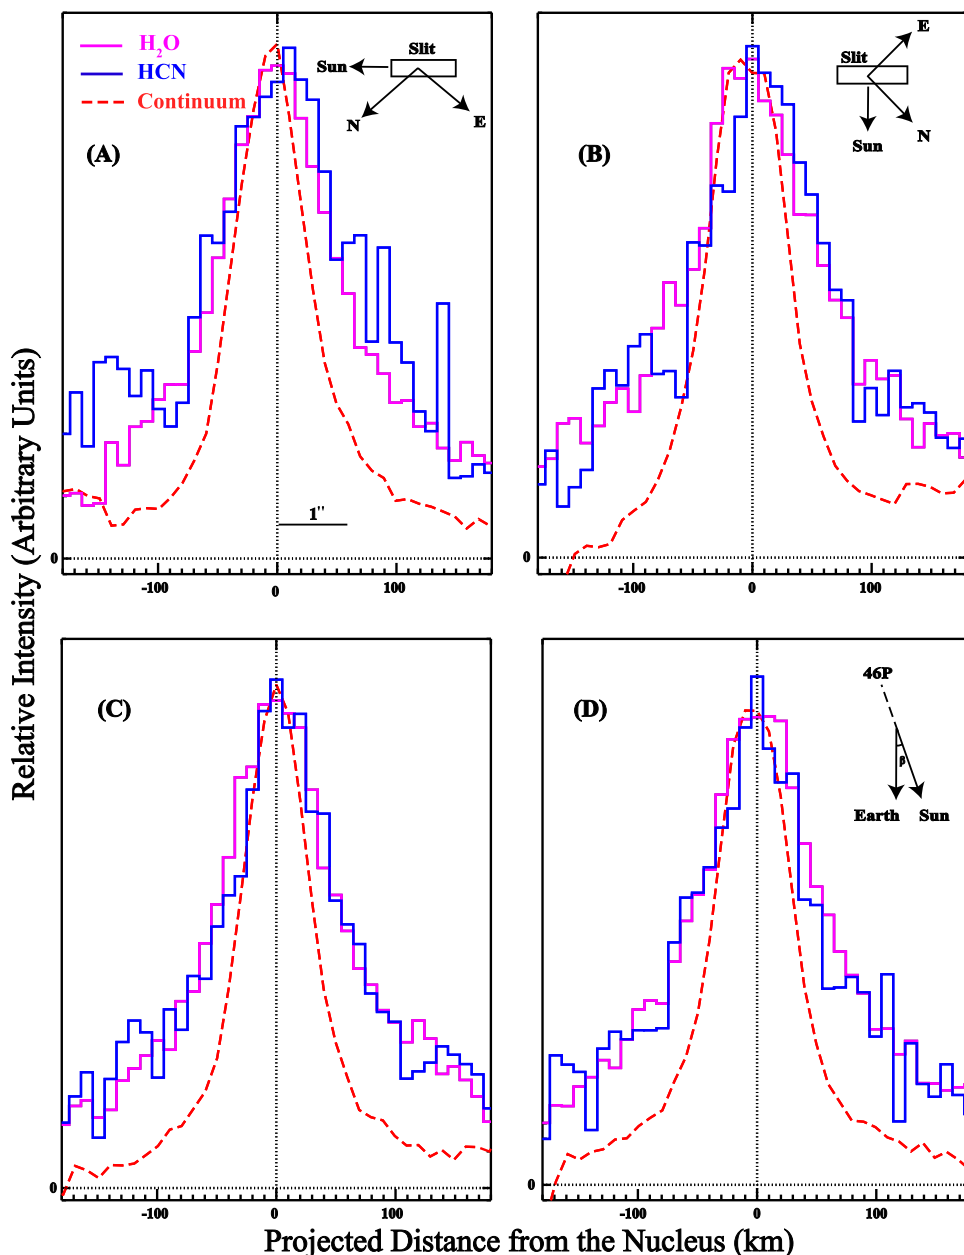 H2O
HCN
Continuum
Slit
Sun
N
E
(A)
1"
0
-100
0
100
E
Slit
Sun
N
(B)
0
-100
0
100
Relative Intensity (Arbitrary Units)
(C)
0
-100
0
100
46P
(D)
β
Earth
Sun
0
-100
0
100
Projected Distance from the Nucleus (km)